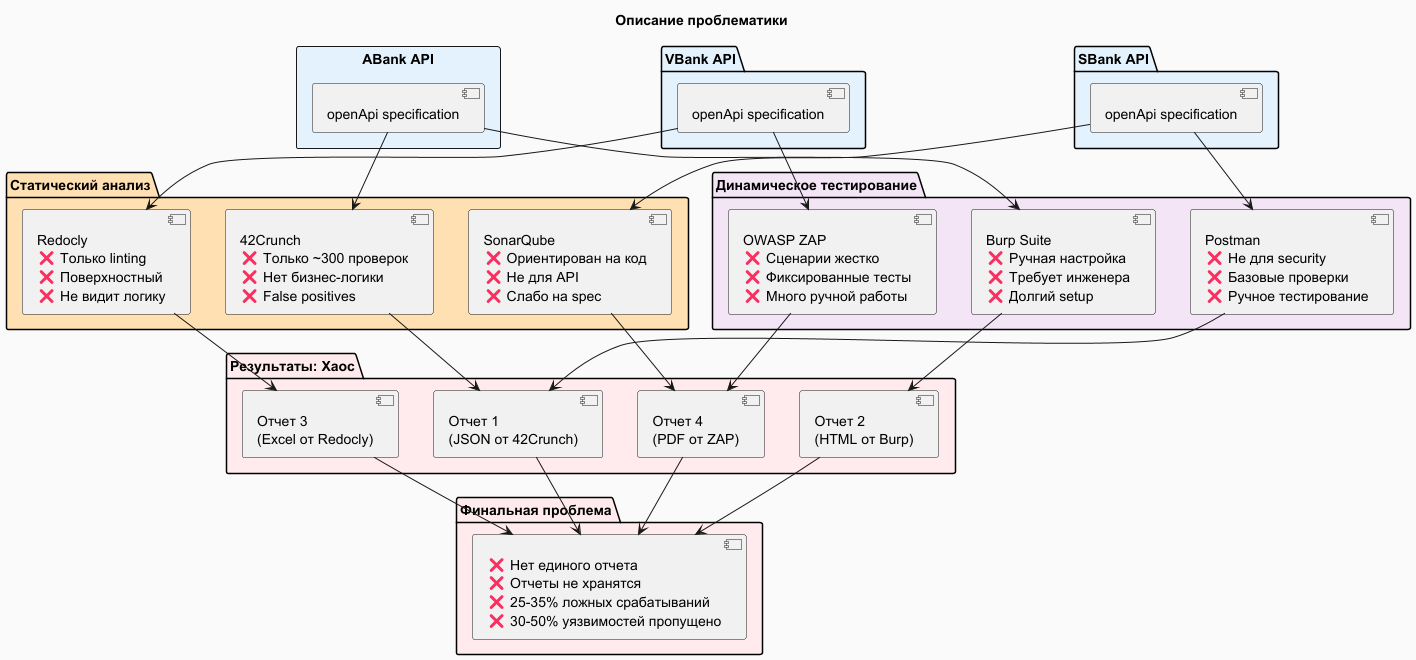 Описание проблематики
ABank API
VBank API
SBank API
openApi specification
openApi specification
openApi specification
Статический анализ
Динамическое тестирование
Redocly
❌ Только linting
❌ Поверхностный
❌ Не видит логику
42Crunch
❌ Только ~300 проверок
❌ Нет бизнес-логики
❌ False positives
SonarQube
❌ Ориентирован на код
❌ Не для API
❌ Слабо на spec
OWASP ZAP
❌ Сценарии жестко
❌ Фиксированные тесты
❌ Много ручной работы
Burp Suite
❌ Ручная настройка
❌ Требует инженера
❌ Долгий setup
Postman
❌ Не для security
❌ Базовые проверки
❌ Ручное тестирование
Результаты: Хаос
Отчет 3
(Excel от Redocly)
Отчет 1
(JSON от 42Crunch)
Отчет 4
(PDF от ZAP)
Отчет 2
(HTML от Burp)
Финальная проблема
❌ Нет единого отчета
❌ Отчеты не хранятся
❌ 25-35% ложных срабатываний
❌ 30-50% уязвимостей пропущено